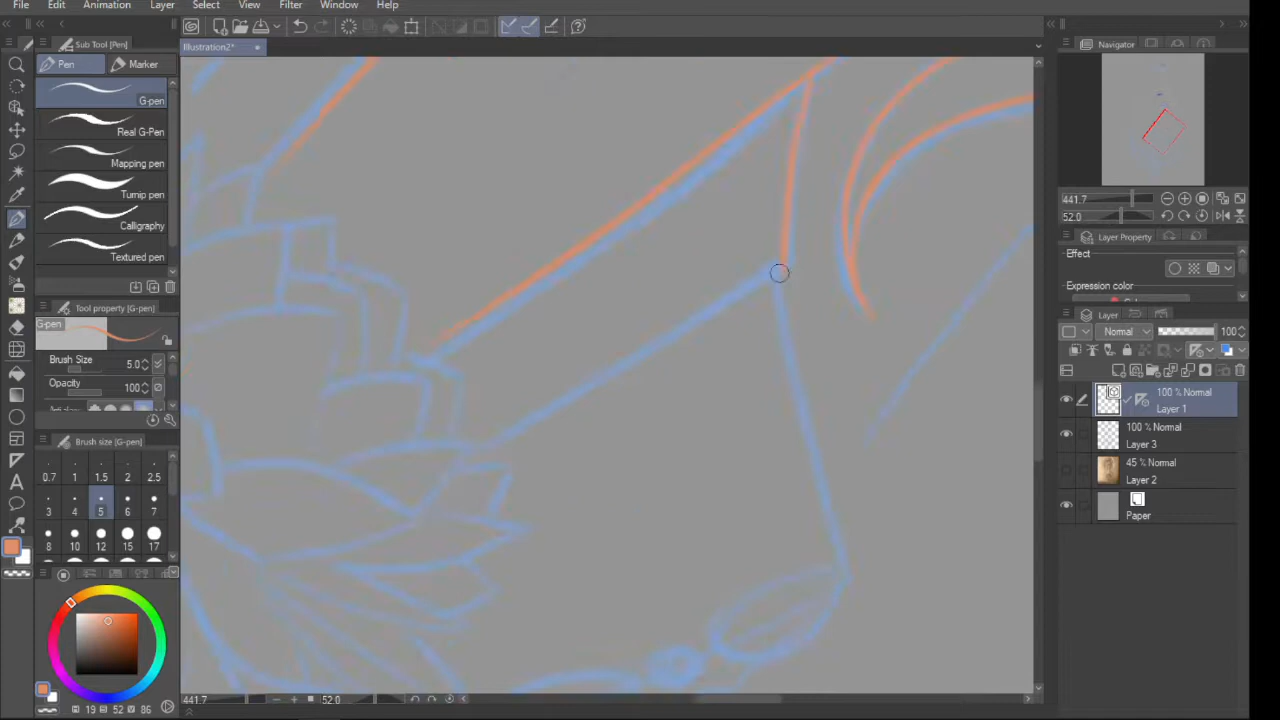 File Edit Animation Layer Select View Filter Window Help
Illustration2*
Sub Tool [Pen]
Pen Marker
G-pen
Real G-Pen
Mapping pen
Turnip pen
Calligraphy
Textured pen
Tool property [G-pen]
G-pen
Brush Size 5.0
Opacity 100
Brush size [G-pen]
0.7 1 1.5 2 2.5
3 4 5 6 7
8 10 12 15 17
19 52 86
441.7 52.0
Navigator
441.7
52.0
Layer Property
Effect
Expression color
Layer
Normal 100
100 % Normal
Layer 1
100 % Normal
Layer 3
45 % Normal
Layer 2
Paper